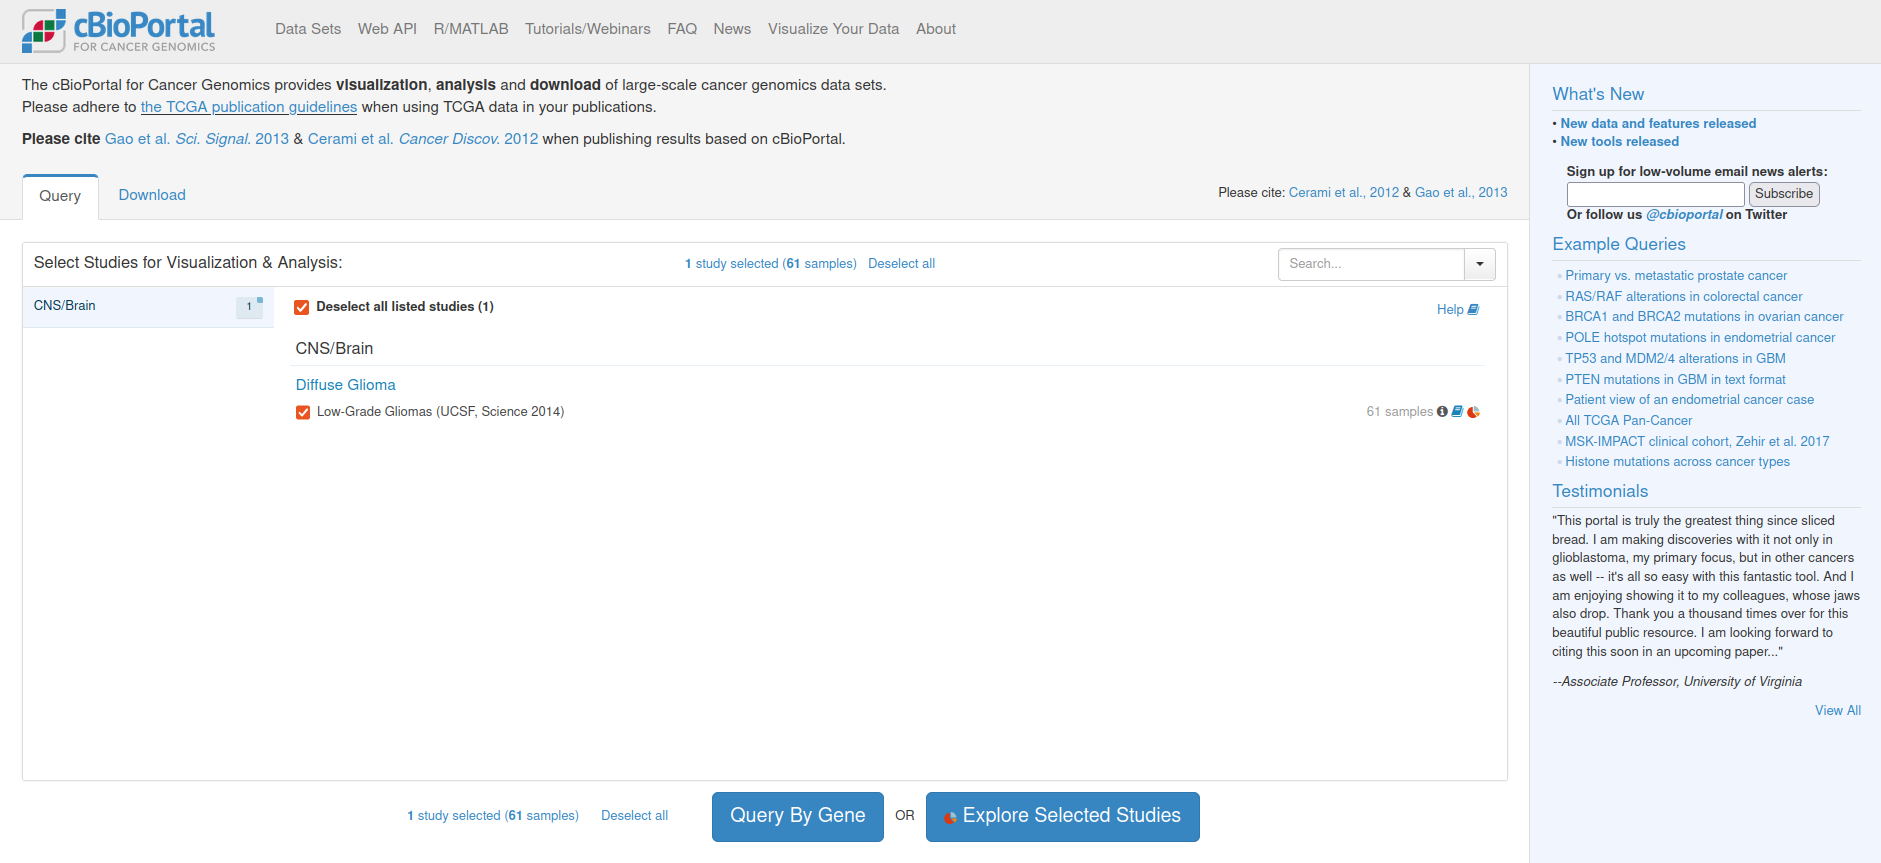 cBioPortal
FOR CANCER GENOMICS
Data Sets Web API R/MATLAB Tutorials/Webinars FAQ News Visualize Your Data About
The cBioPortal for Cancer Genomics provides visualization, analysis and download of large-scale cancer genomics data sets.
Please adhere to the TCGA publication guidelines when using TCGA data in your publications.
Please cite Gao et al. Sci. Signal. 2013 & Cerami et al. Cancer Discov. 2012 when publishing results based on cBioPortal.
Query Download
Please cite: Cerami et al., 2012 & Gao et al., 2013
Select Studies for Visualization & Analysis:
1 study selected (61 samples) Deselect all
Search...
CNS/Brain 1
Deselect all listed studies (1)
Help
CNS/Brain
Diffuse Glioma
Low-Grade Gliomas (UCSF, Science 2014)
61 samples
1 study selected (61 samples) Deselect all
Query By Gene OR Explore Selected Studies
What's New
• New data and features released
• New tools released
Sign up for low-volume email news alerts:
Subscribe
Or follow us @cbioportal on Twitter
Example Queries
Primary vs. metastatic prostate cancer
RAS/RAF alterations in colorectal cancer
BRCA1 and BRCA2 mutations in ovarian cancer
POLE hotspot mutations in endometrial cancer
TP53 and MDM2/4 alterations in GBM
PTEN mutations in GBM in text format
Patient view of an endometrial cancer case
All TCGA Pan-Cancer
MSK-IMPACT clinical cohort, Zehir et al. 2017
Histone mutations across cancer types
Testimonials
"This portal is truly the greatest thing since sliced
bread. I am making discoveries with it not only in
glioblastoma, my primary focus, but in other cancers
as well -- it's all so easy with this fantastic tool. And I
am enjoying showing it to my colleagues, whose jaws
also drop. Thank you a thousand times over for this
beautiful public resource. I am looking forward to
citing this soon in an upcoming paper..."
--Associate Professor, University of Virginia
View All